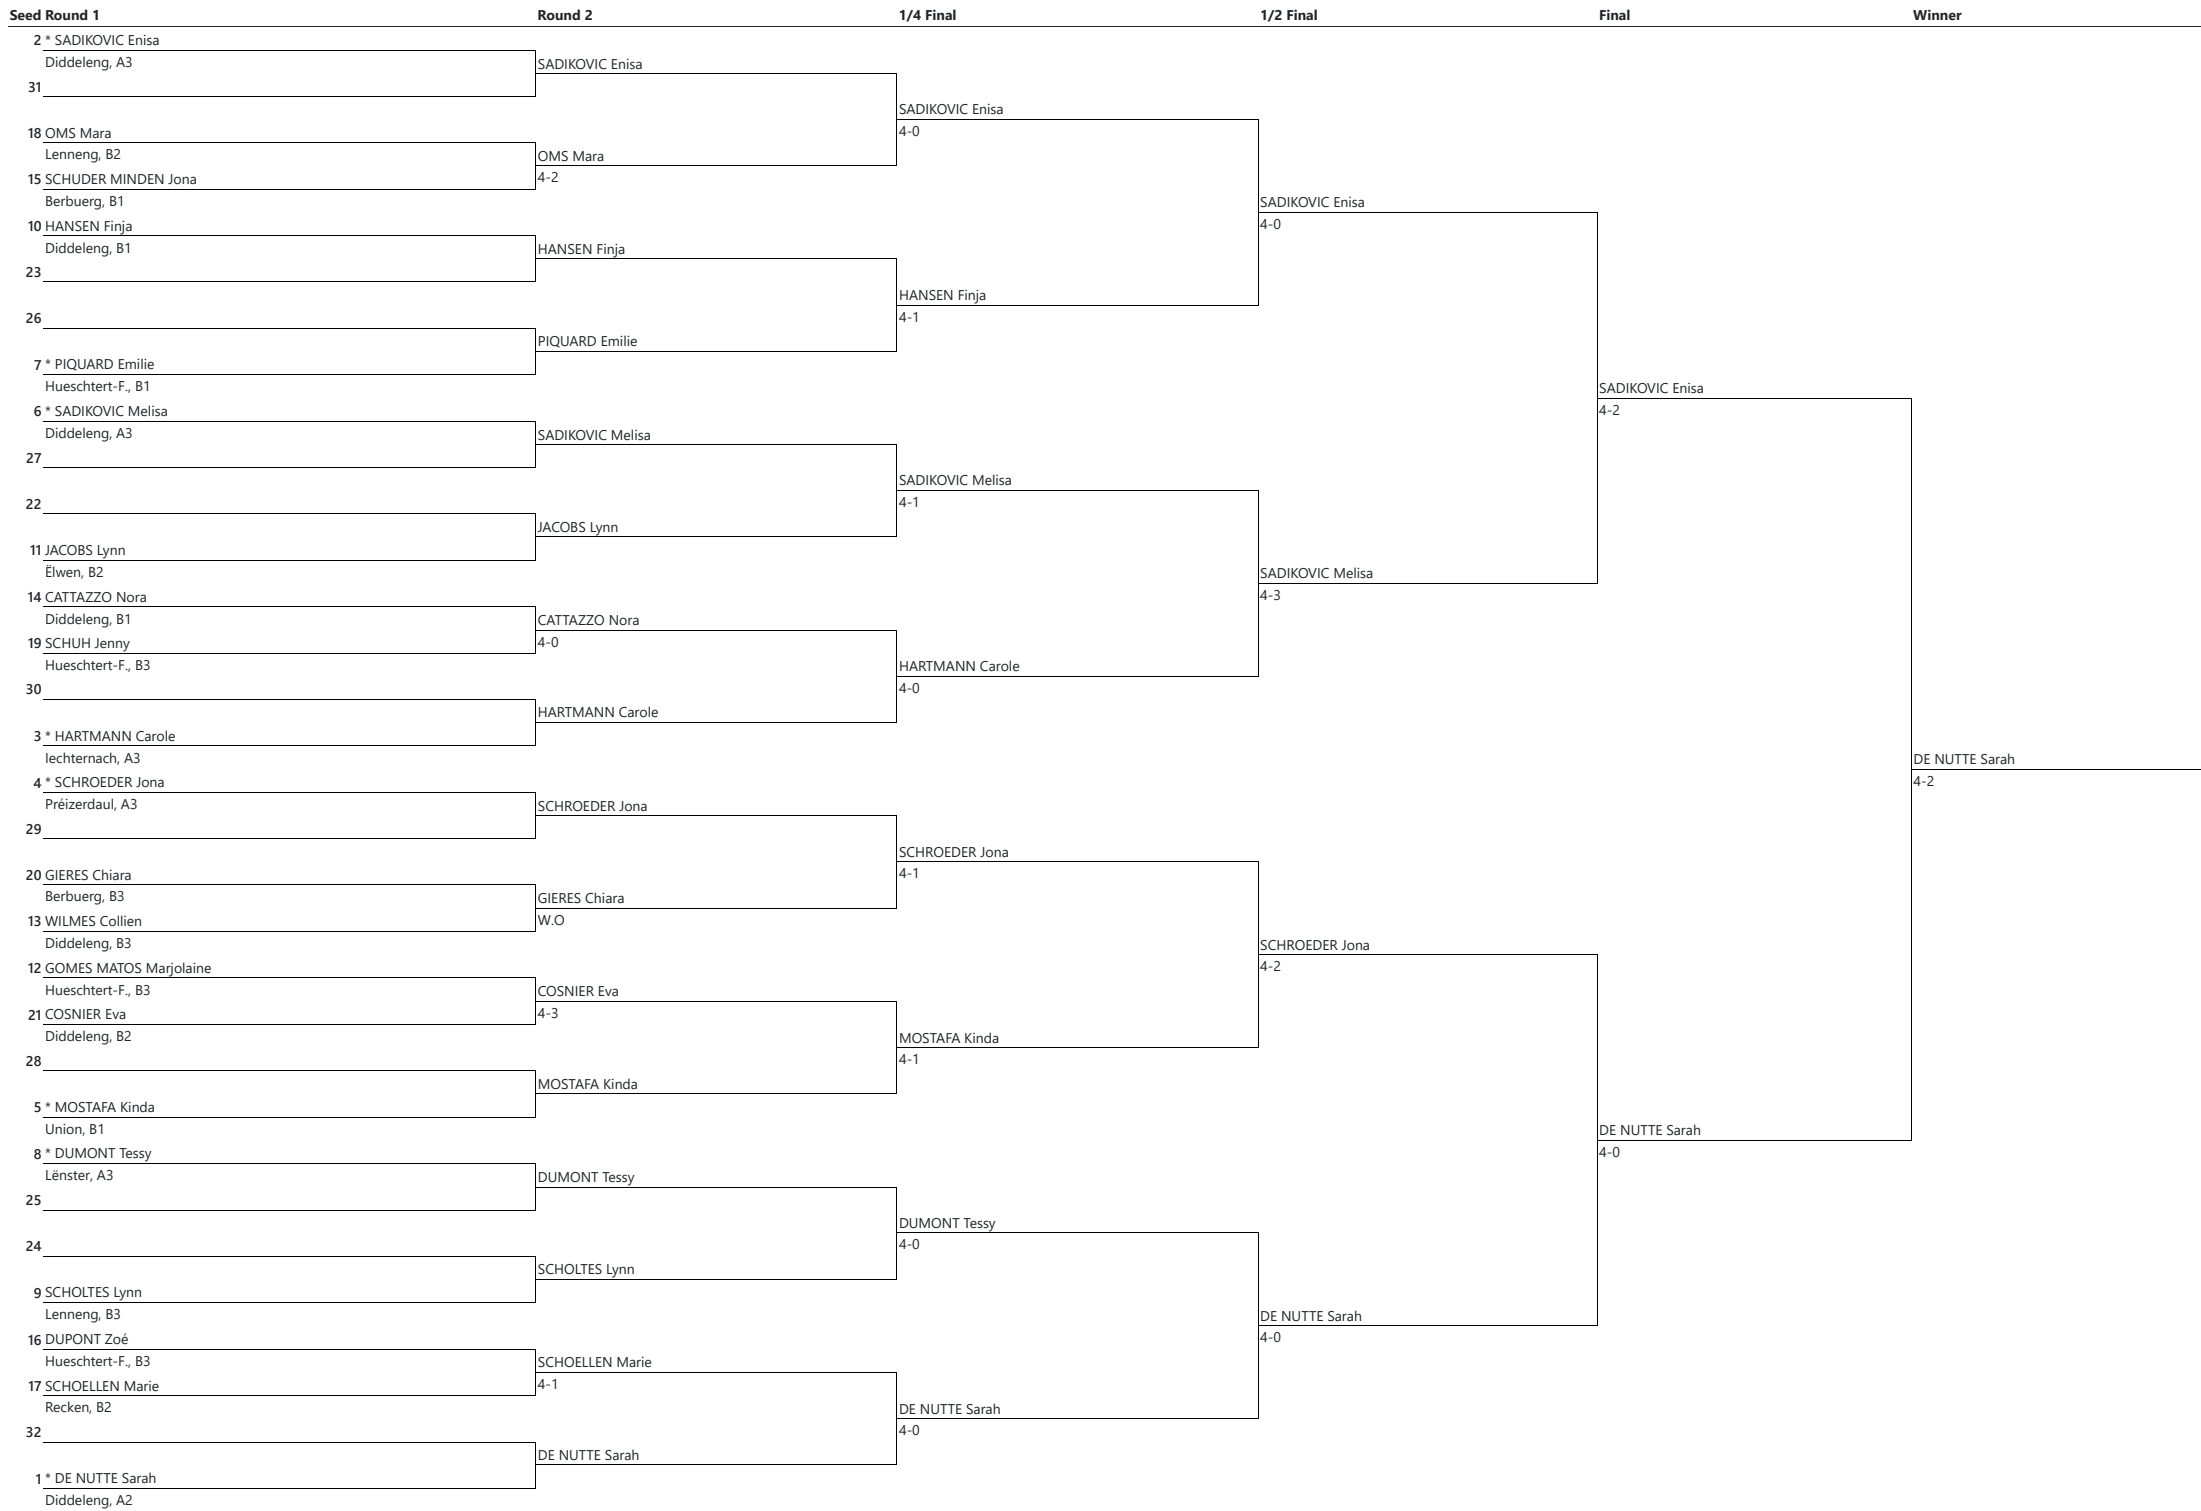 Seed Round 1 Round 2 1/4 Final 1/2 Final Final Winner
2 * SADIKOVIC Enisa
Diddeleng, A3
SADIKOVIC Enisa
31
SADIKOVIC Enisa
4-0
18 OMS Mara
Lenneng, B2
OMS Mara
4-2
15 SCHUDER MINDEN Jona
Berbuerg, B1
SADIKOVIC Enisa
4-0
10 HANSEN Finja
Diddeleng, B1
HANSEN Finja
23
HANSEN Finja
4-1
26
PIQUARD Emilie
7 * PIQUARD Emilie
Hueschtert-F., B1
SADIKOVIC Enisa
4-2
6 * SADIKOVIC Melisa
Diddeleng, A3
SADIKOVIC Melisa
27
SADIKOVIC Melisa
4-1
22
JACOBS Lynn
11 JACOBS Lynn
Ëlwen, B2
SADIKOVIC Melisa
4-3
14 CATTAZZO Nora
Diddeleng, B1
CATTAZZO Nora
4-0
19 SCHUH Jenny
Hueschtert-F., B3
HARTMANN Carole
4-0
30
HARTMANN Carole
3 * HARTMANN Carole
Iechternach, A3
DE NUTTE Sarah
4-2
4 * SCHROEDER Jona
Préizerdaul, A3
SCHROEDER Jona
29
SCHROEDER Jona
4-1
20 GIERES Chiara
Berbuerg, B3
GIERES Chiara
W.O
13 WILMES Collien
Diddeleng, B3
SCHROEDER Jona
4-2
12 GOMES MATOS Marjolaine
Hueschtert-F., B3
COSNIER Eva
4-3
21 COSNIER Eva
Diddeleng, B2
MOSTAFA Kinda
4-1
28
MOSTAFA Kinda
5 * MOSTAFA Kinda
Union, B1
DE NUTTE Sarah
4-0
8 * DUMONT Tessy
Lënster, A3
DUMONT Tessy
25
DUMONT Tessy
4-0
24
SCHOLTES Lynn
9 SCHOLTES Lynn
Lenneng, B3
DE NUTTE Sarah
4-0
16 DUPONT Zoé
Hueschtert-F., B3
SCHOELLEN Marie
4-1
17 SCHOELLEN Marie
Recken, B2
DE NUTTE Sarah
4-0
32
DE NUTTE Sarah
1 * DE NUTTE Sarah
Diddeleng, A2